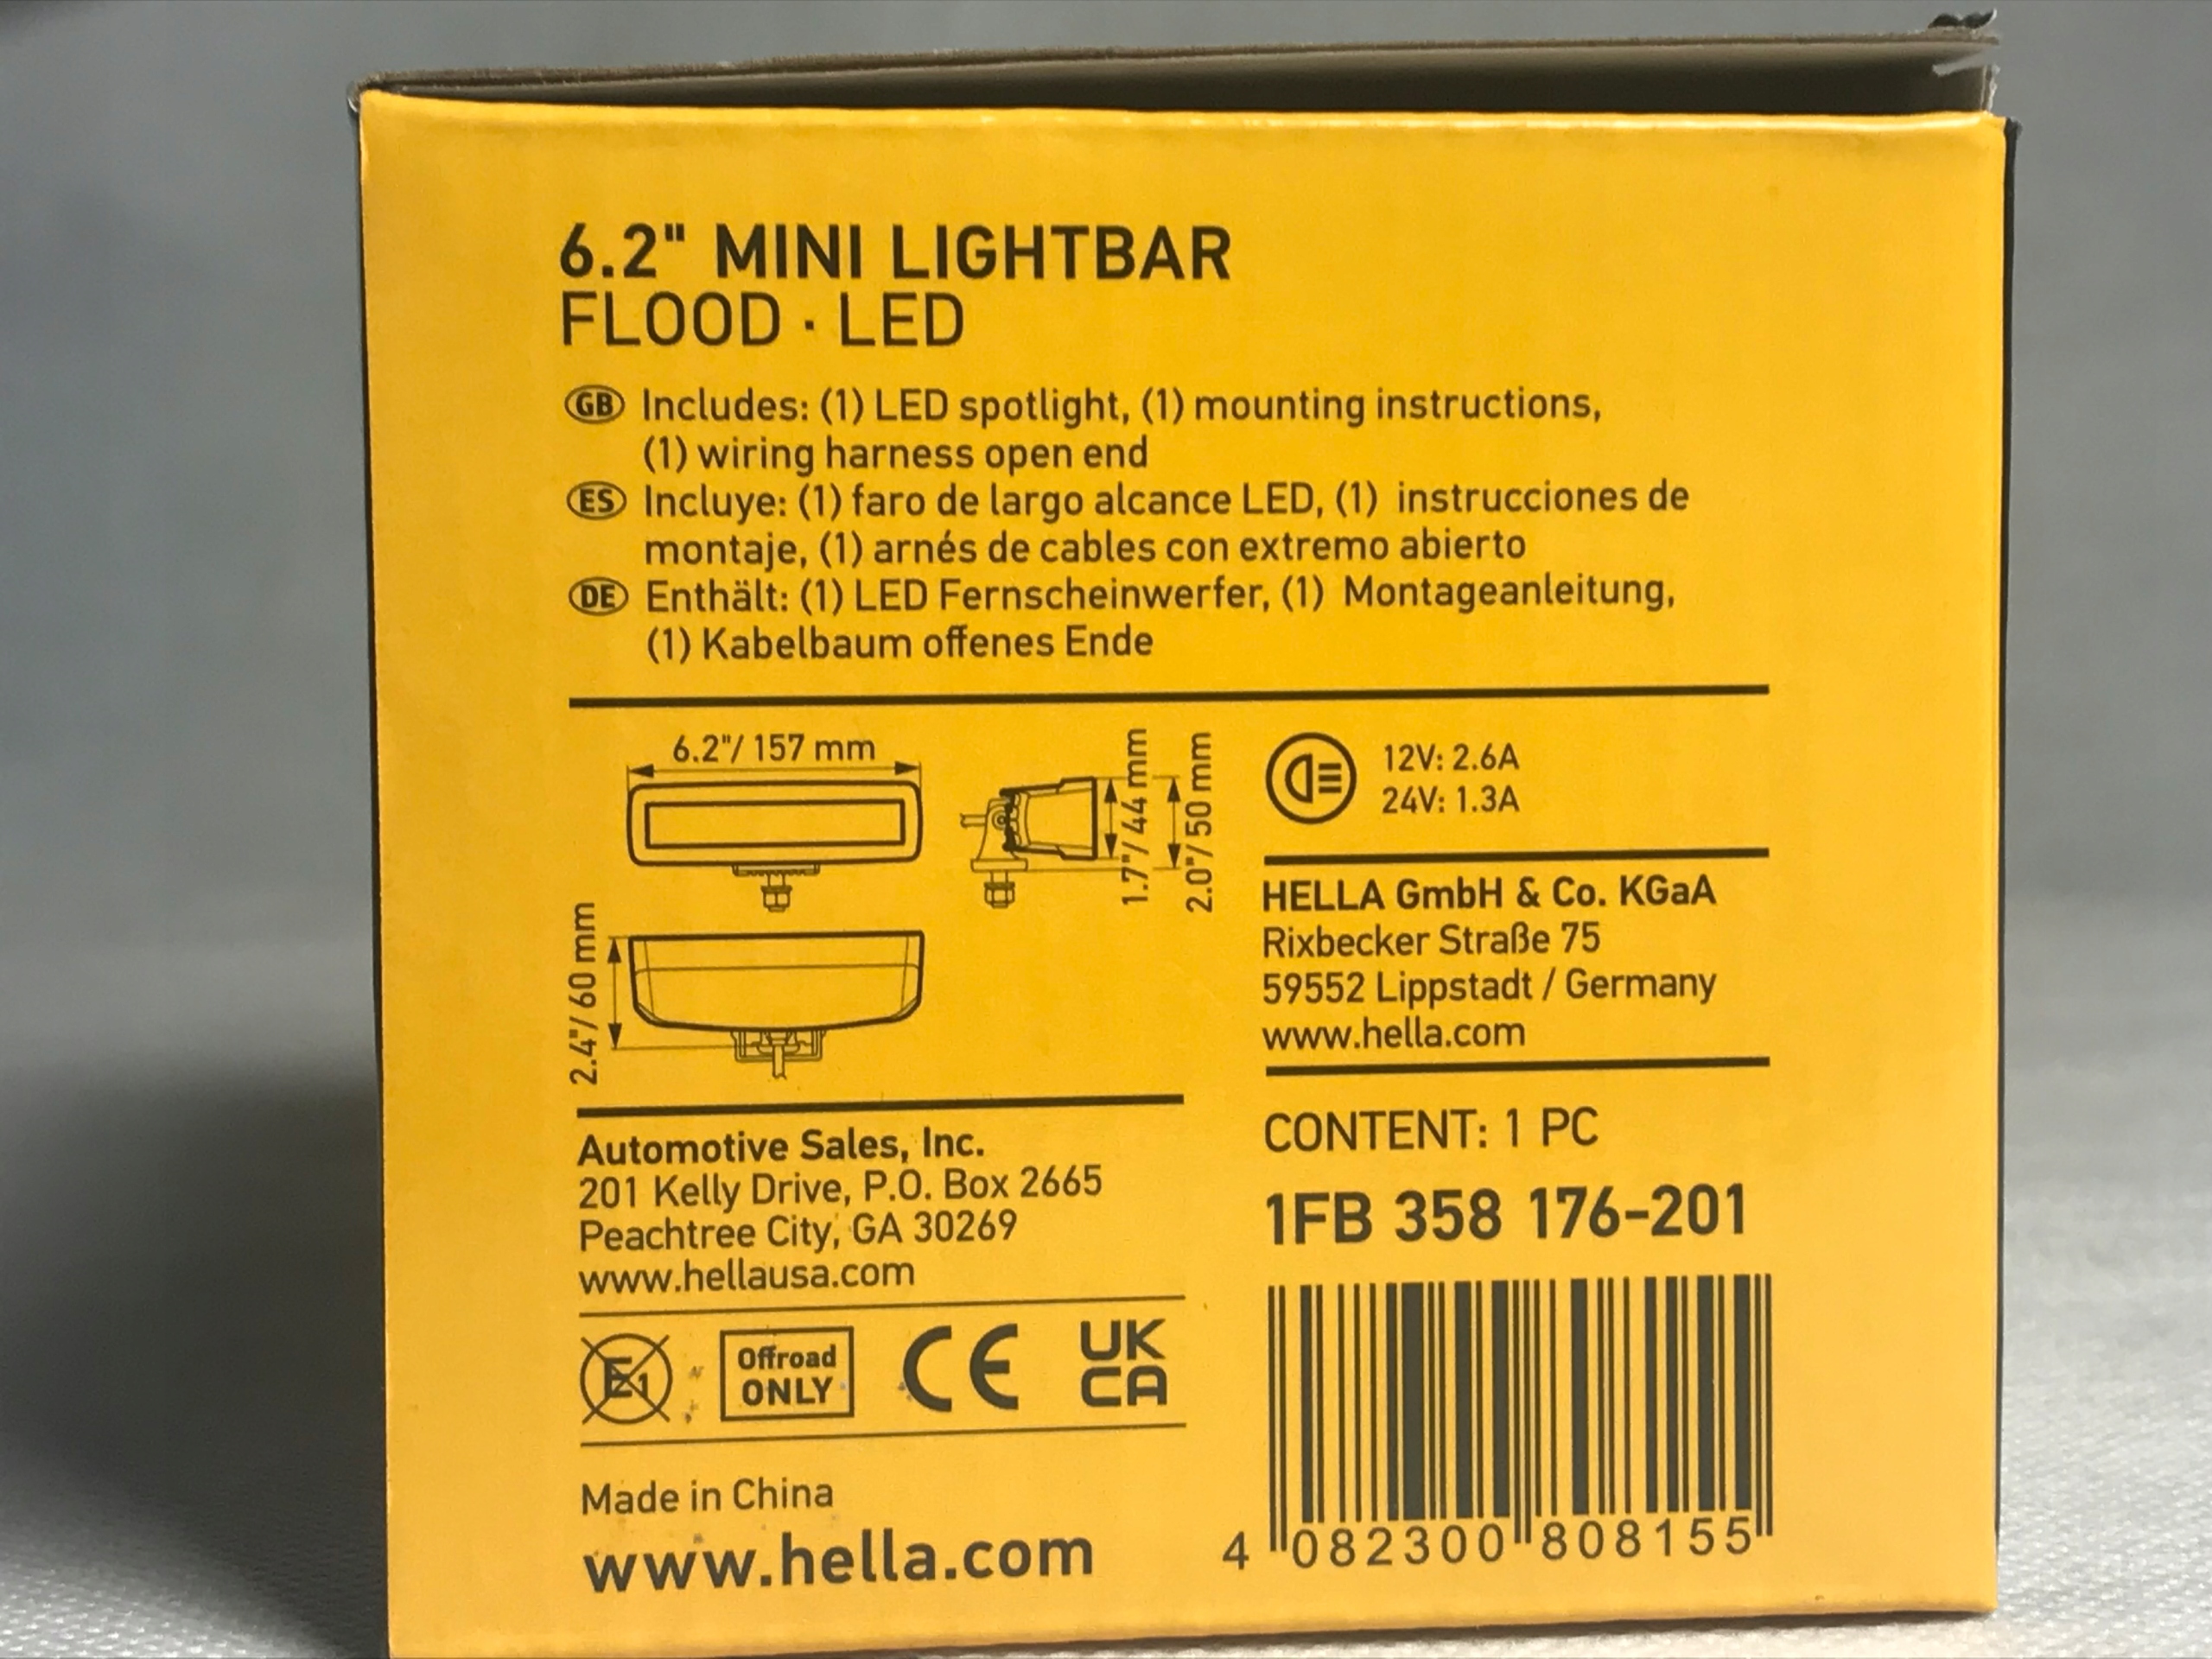 6.2" MINI LIGHTBAR
FLOOD · LED
GB Includes: (1) LED spotlight, (1) mounting instructions,
(1) wiring harness open end
ES Incluye: (1) faro de largo alcance LED, (1) instrucciones de
montaje, (1) arnés de cables con extremo abierto
DE Enthält: (1) LED Fernscheinwerfer, (1) Montageanleitung,
(1) Kabelbaum offenes Ende
6.2"/ 157 mm
1.7"/ 44 mm
2.0"/ 50 mm
2.4"/ 60 mm
12V: 2.6A
24V: 1.3A
HELLA GmbH & Co. KGaA
Rixbecker Straße 75
59552 Lippstadt / Germany
www.hella.com
Automotive Sales, Inc.
201 Kelly Drive, P.O. Box 2665
Peachtree City, GA 30269
www.hellausa.com
E1
Offroad
ONLY
CE
UK
CA
Made in China
www.hella.com
CONTENT: 1 PC
1FB 358 176-201
4 082300 808155